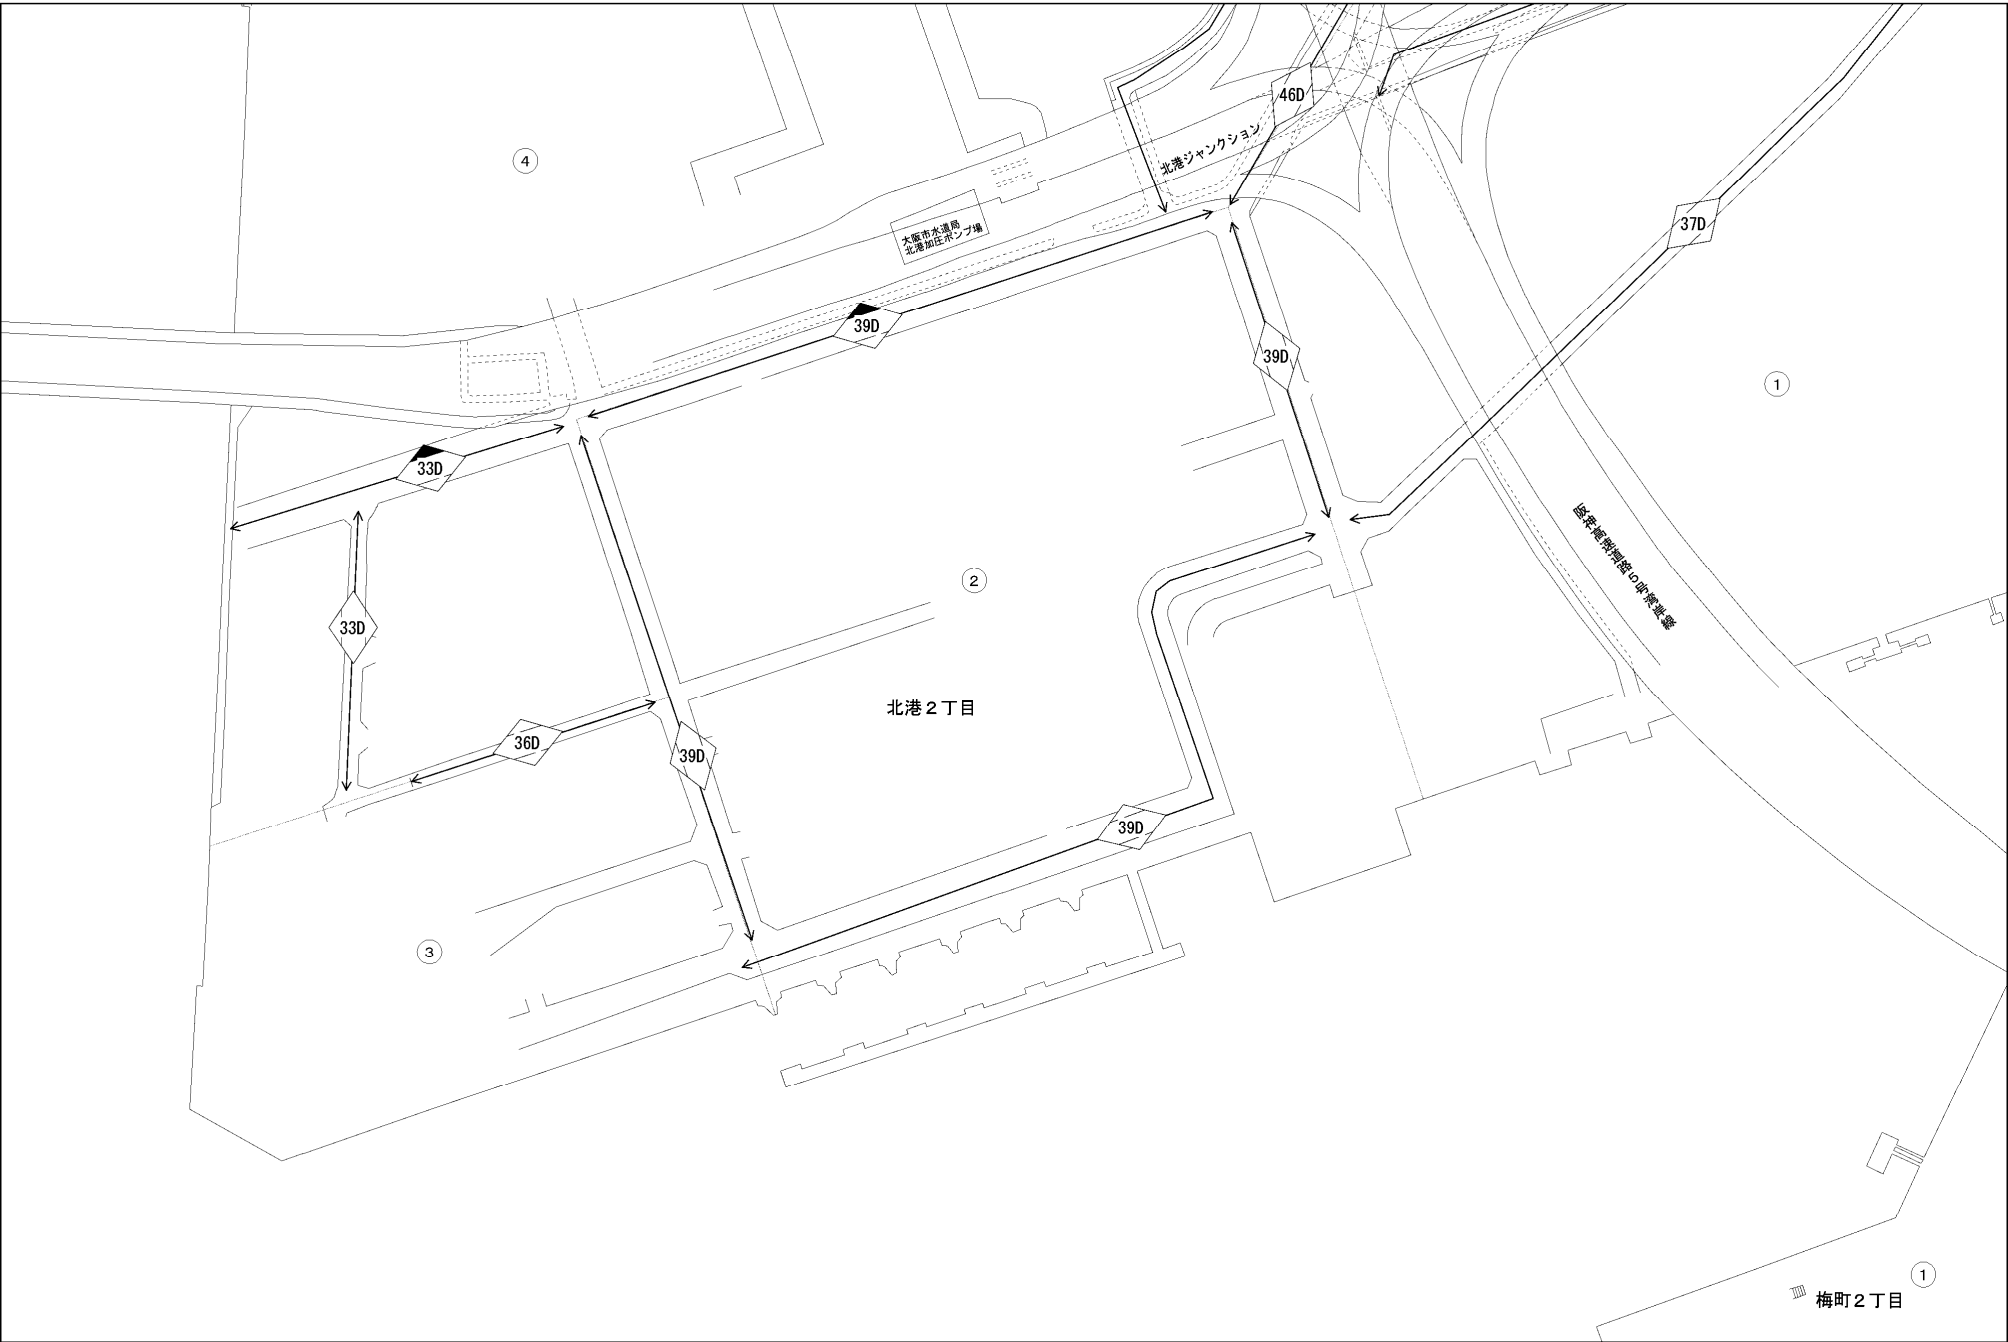 46D
④
北港ジャンクション
37D
大阪市水道局
北港加圧ポンプ場
39D
39D
①
33D
阪神高速道路5号湾岸線
②
33D
北港2丁目
36D
39D
39D
③
①
梅町2丁目